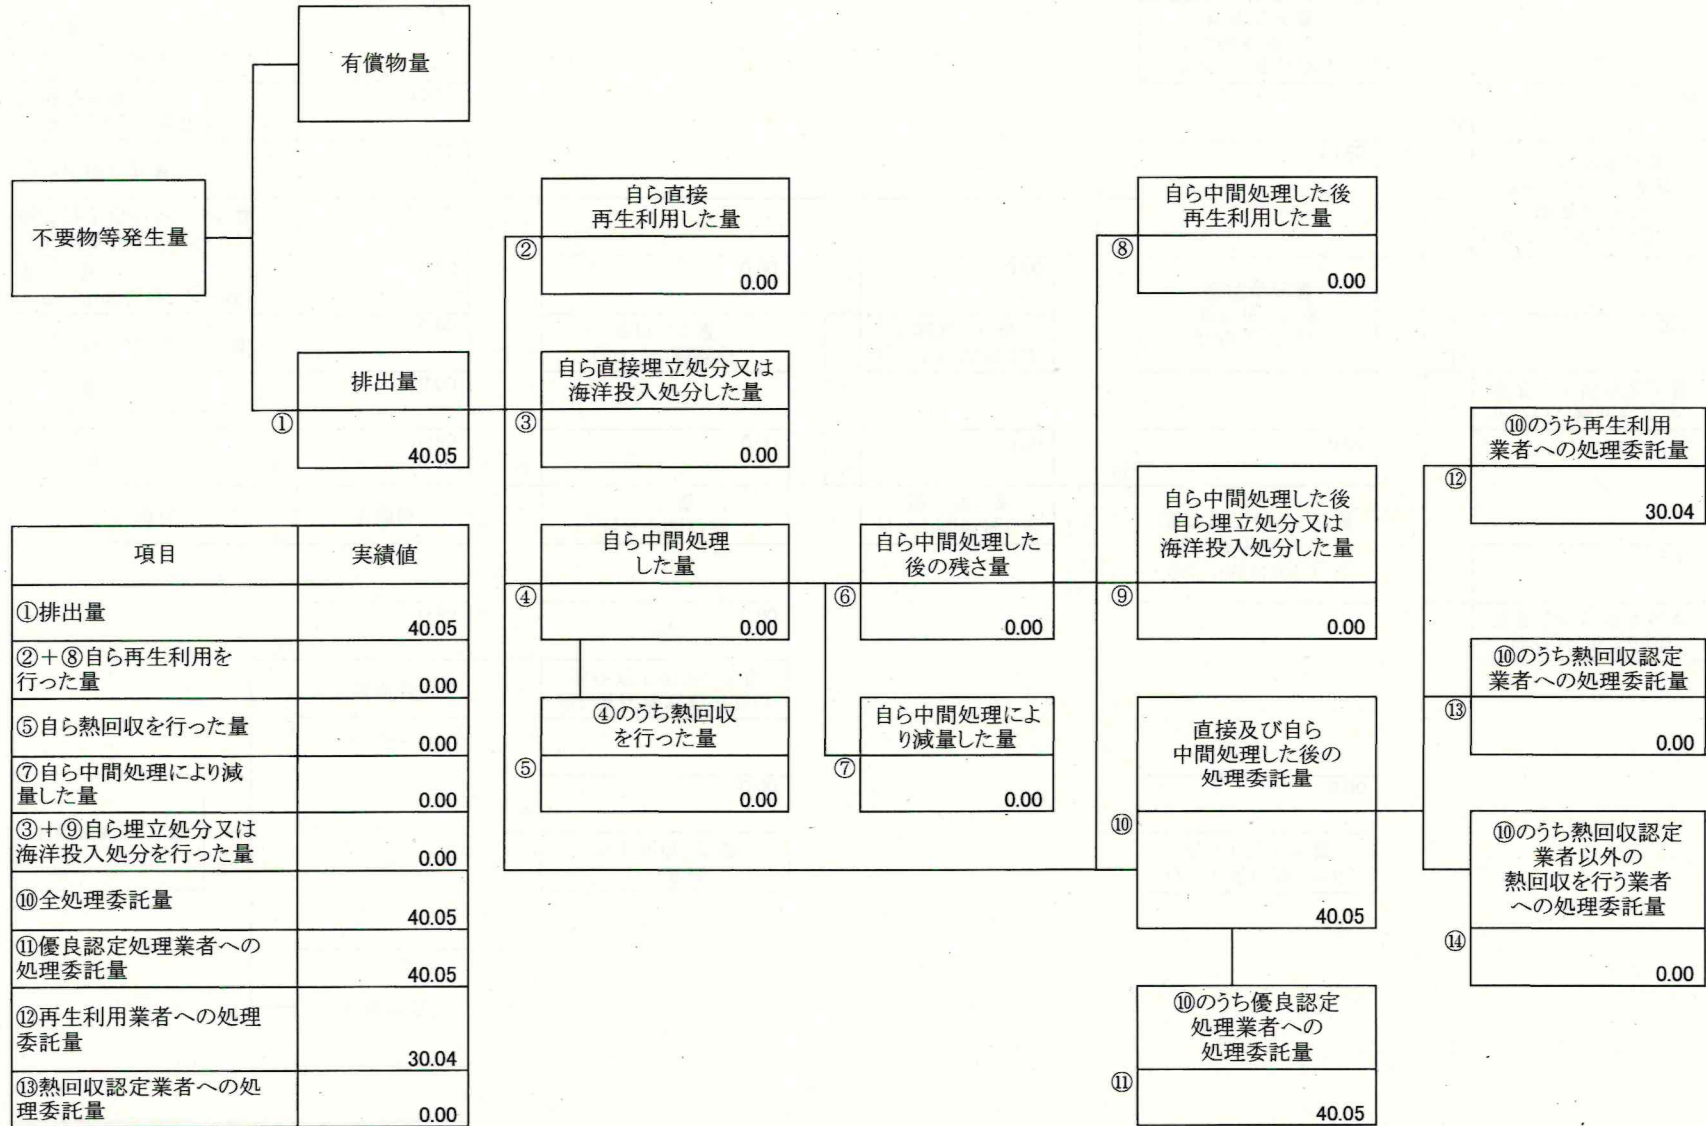 有償物量
不要物等発生量
排出量
①
40.05
自ら直接
再生利用した量
②
0.00
自ら直接埋立処分又は
海洋投入処分した量
③
0.00
自ら中間処理
した量
④
0.00
④のうち熱回収
を行った量
⑤
0.00
自ら中間処理した
後の残さ量
⑥
0.00
自ら中間処理によ
り減量した量
⑦
0.00
自ら中間処理した後
再生利用した量
⑧
0.00
自ら中間処理した後
自ら埋立処分又は
海洋投入処分した量
⑨
0.00
直接及び自ら
中間処理した後の
処理委託量
⑩
40.05
⑩のうち優良認定
処理業者への
処理委託量
⑪
40.05
⑩のうち再生利用
業者への処理委託量
⑫
30.04
⑩のうち熱回収認定
業者への処理委託量
⑬
0.00
⑩のうち熱回収認定
業者以外の
熱回収を行う業者
への処理委託量
⑭
0.00
項目 実績値
①排出量 40.05
②+⑧自ら再生利用を
行った量 0.00
⑤自ら熱回収を行った量 0.00
⑦自ら中間処理により減
量した量 0.00
③+⑨自ら埋立処分又は
海洋投入処分を行った量 0.00
⑩全処理委託量 40.05
⑪優良認定処理業者への
処理委託量 40.05
⑫再生利用業者への処理
委託量 30.04
⑬熱回収認定業者への処
理委託量 0.00